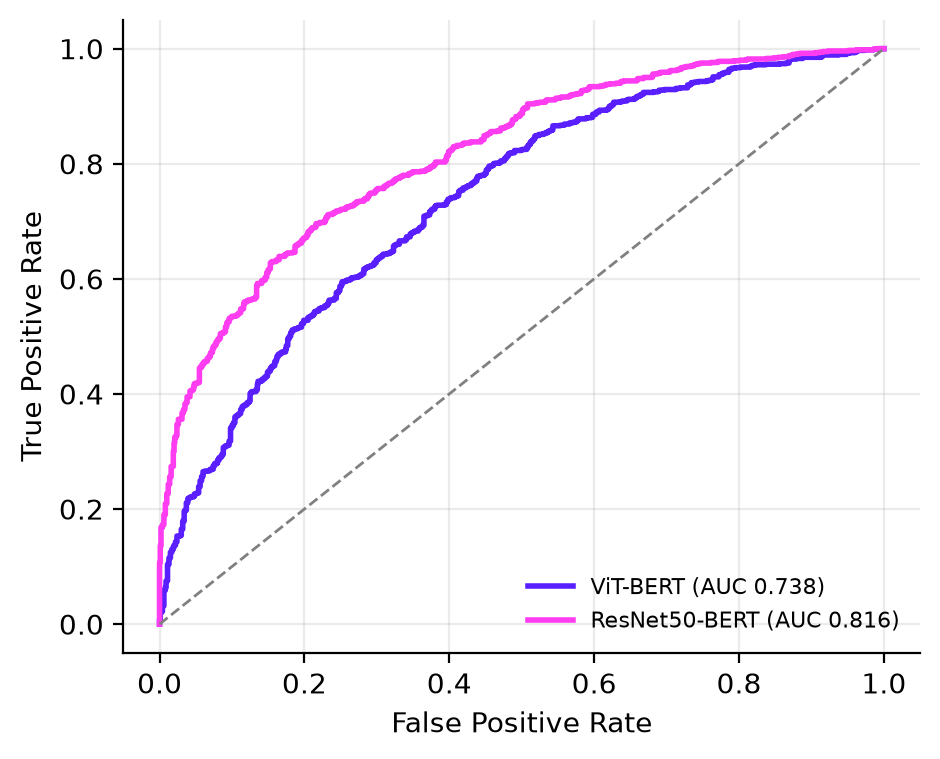 True Positive Rate
1.0
0.8
0.6
0.4
0.2
0.0
ViT-BERT (AUC 0.738)
ResNet50-BERT (AUC 0.816)
0.0 0.2 0.4 0.6 0.8 1.0
False Positive Rate